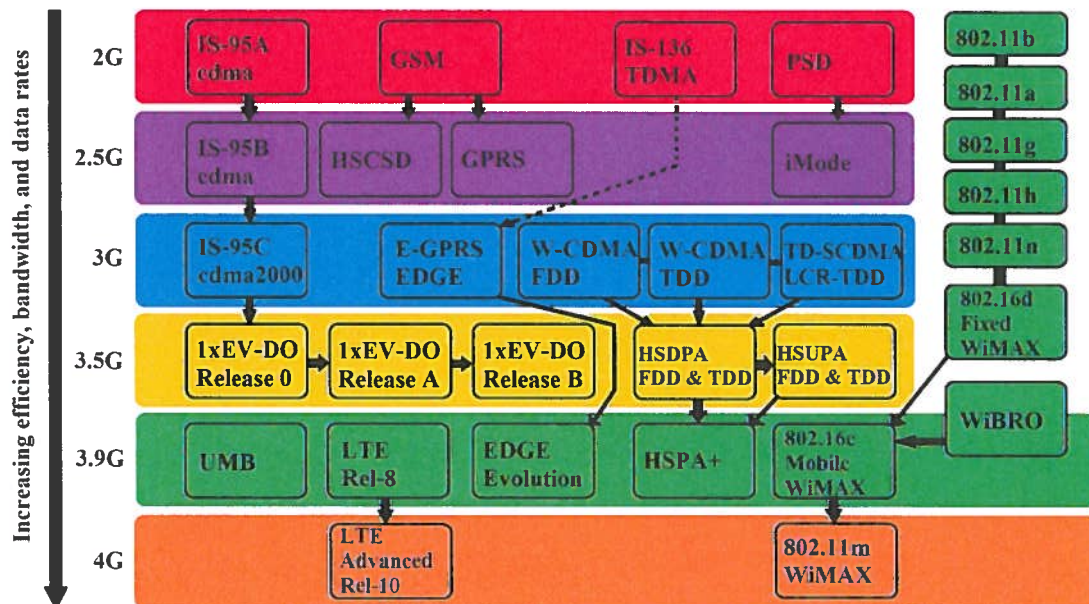 Increasing efficiency, bandwidth, and data rates
2G
IS-95A
cdma
GSM
IS-136
TDMA
PSD
802.11b
802.11a
2.5G
IS-95B
cdma
HSCSD
GPRS
iMode
802.11g
802.11h
3G
IS-95C
cdma2000
E-GPRS
EDGE
W-CDMA
FDD
W-CDMA
TDD
TD-SCDMA
LCR-TDD
802.11n
802.16d
Fixed
WiMAX
3.5G
1xEV-DO
Release 0
1xEV-DO
Release A
1xEV-DO
Release B
HSDPA
FDD & TDD
HSUPA
FDD & TDD
WiBRO
3.9G
UMB
LTE
Rel-8
EDGE
Evolution
HSPA+
802.16e
Mobile
WiMAX
4G
LTE
Advanced
Rel-10
802.11m
WiMAX